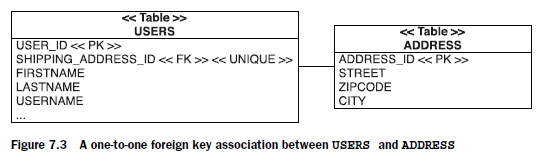 << Table >>
USERS
USER_ID << PK >>
SHIPPING_ADDRESS_ID << FK >> << UNIQUE >>
FIRSTNAME
LASTNAME
USERNAME
...
<< Table >>
ADDRESS
ADDRESS_ID << PK >>
STREET
ZIPCODE
CITY
Figure 7.3 A one-to-one foreign key association between USERS and ADDRESS